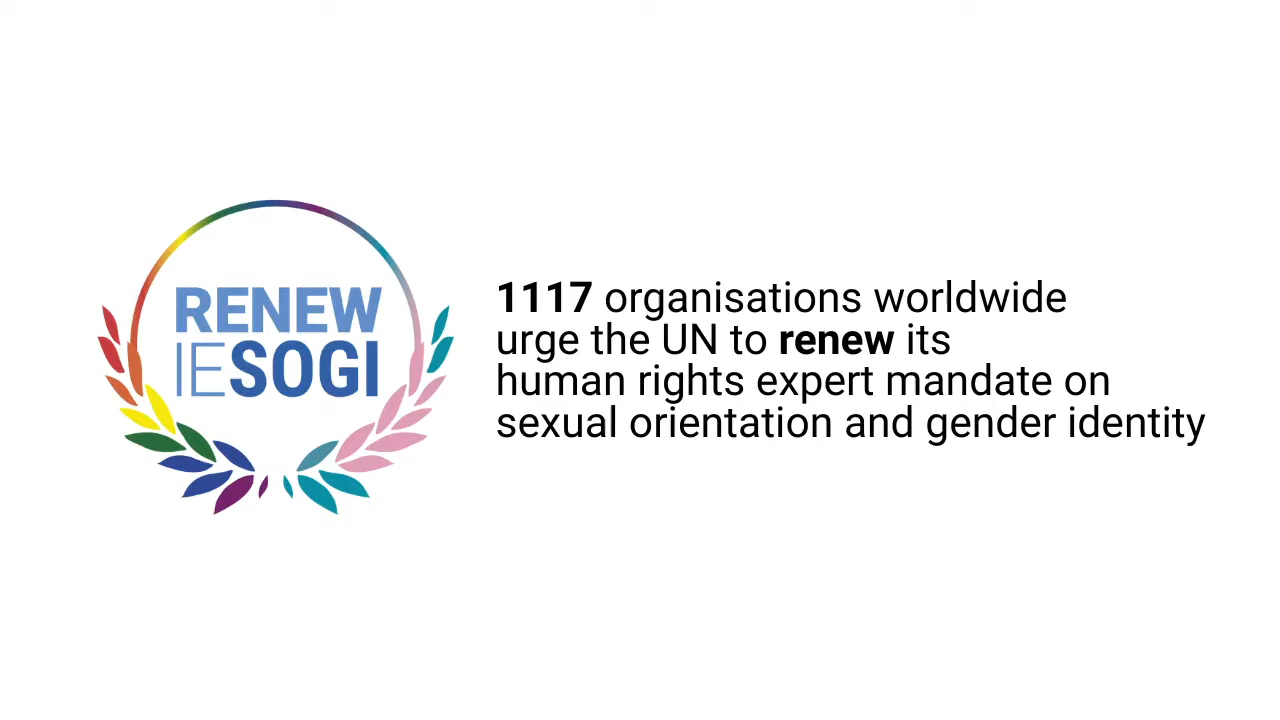 RENEW
IESOGI
1117 organisations worldwide
urge the UN to renew its
human rights expert mandate on
sexual orientation and gender identity